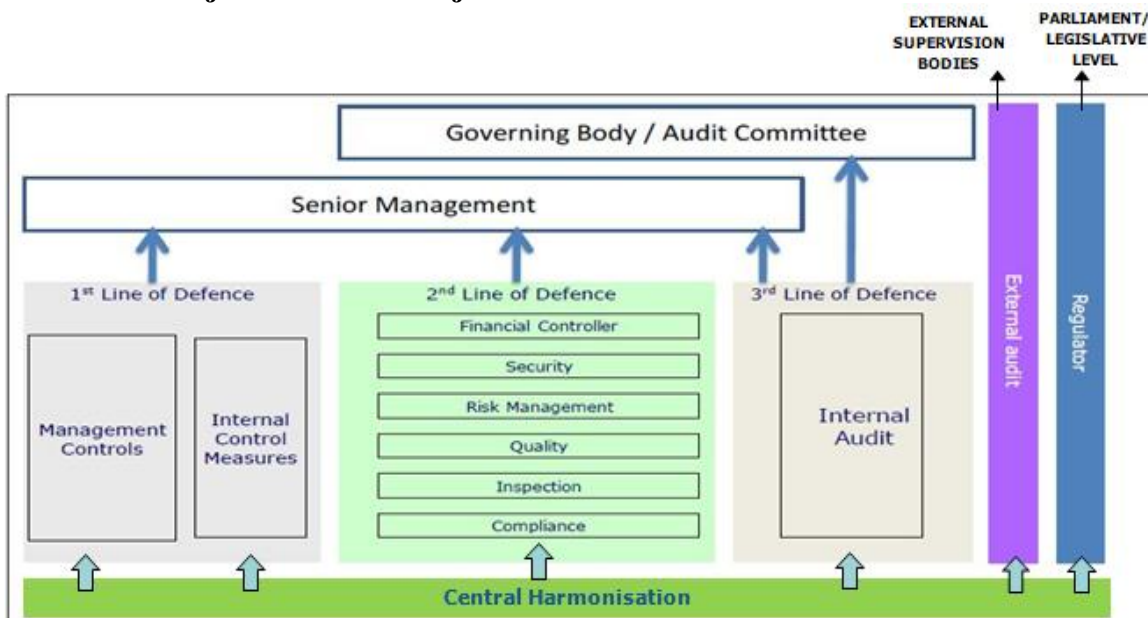 EXTERNAL
SUPERVISION
BODIES
PARLIAMENT/
LEGISLATIVE
LEVEL
Governing Body / Audit Committee
Senior Management
1st Line of Defence
2nd Line of Defence
3rd Line of Defence
Management
Controls
Internal
Control
Measures
Financial Controller
Security
Risk Management
Quality
Inspection
Compliance
Internal
Audit
External audit
Regulator
Central Harmonisation